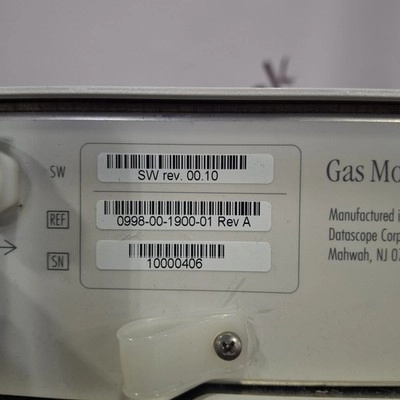 SW
SW rev. 00.10
REF
0998-00-1900-01 Rev A
SN
10000406
Gas Mo
Manufactured i
Datascope Corp
Mahwah, NJ 07